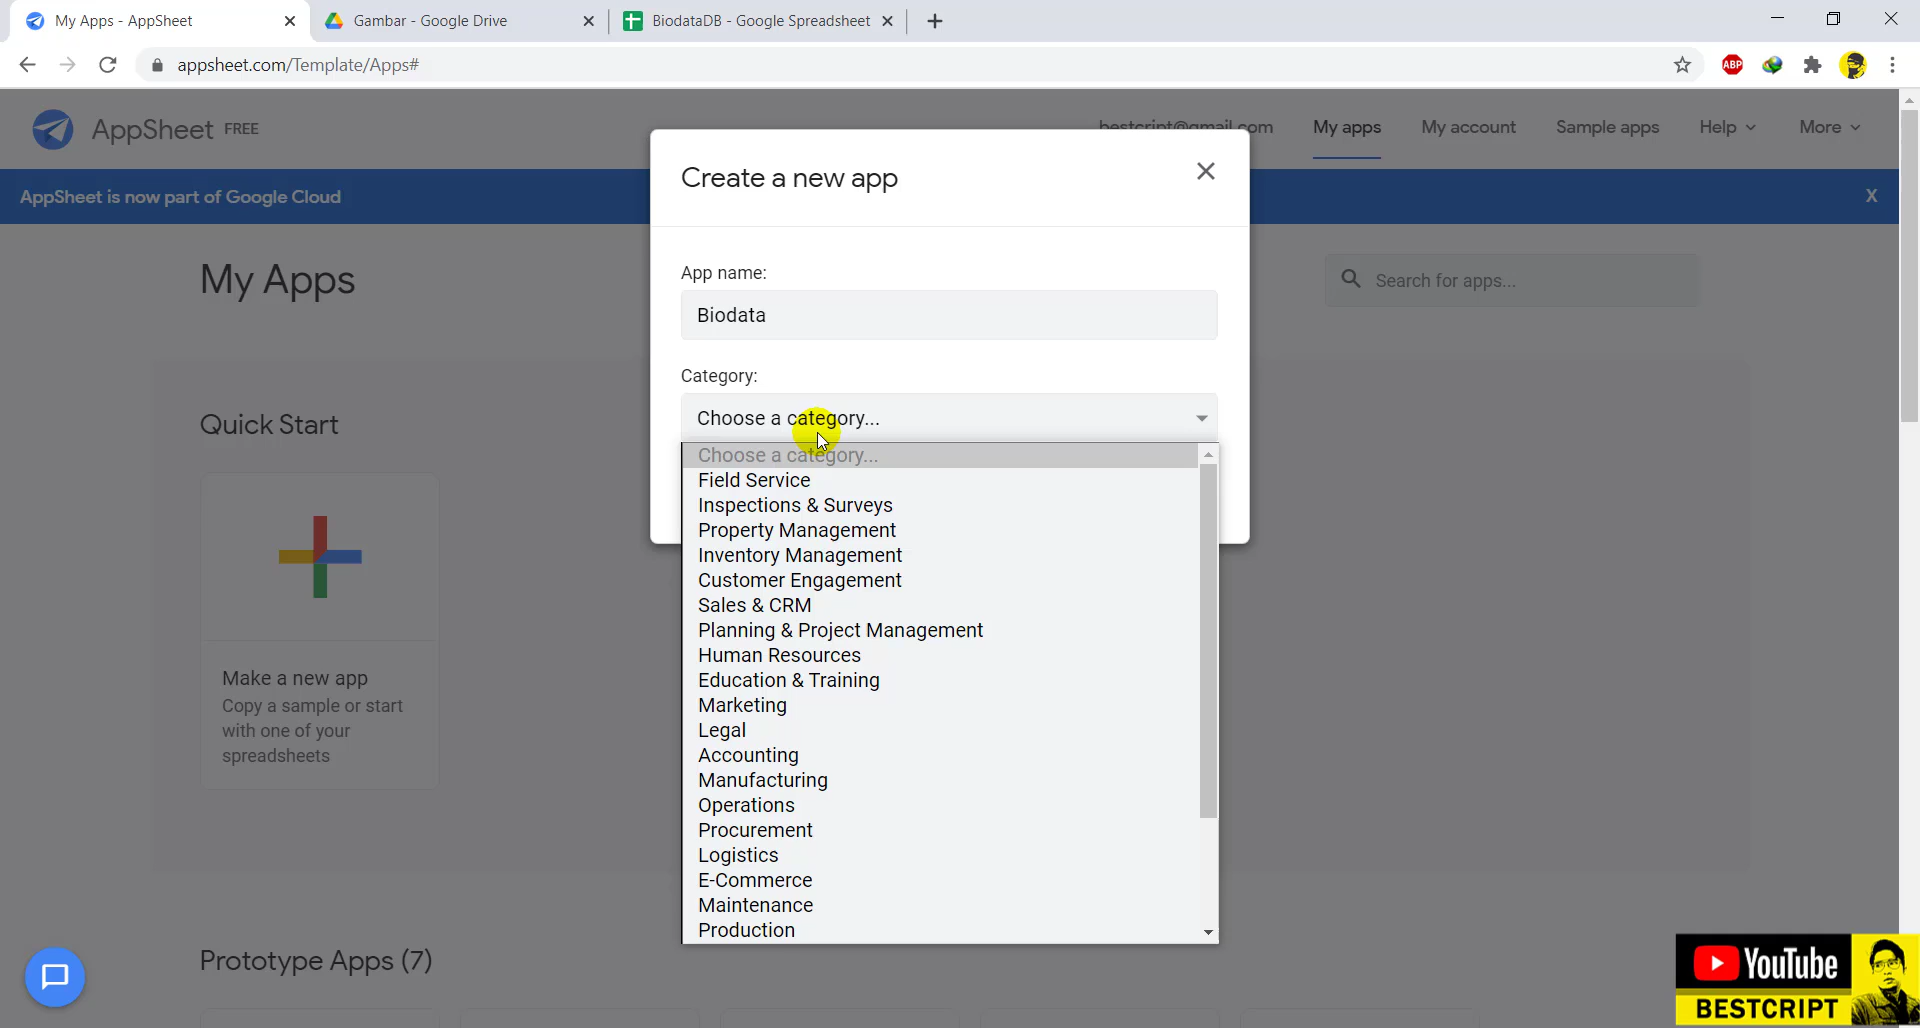 My Apps - AppSheet
Gambar - Google Drive
BiodataDB - Google Spreadsheet
appsheet.com/Template/Apps#
ABP
AppSheet FREE
bestcript@gmail.com
My apps
My account
Sample apps
Help
More
AppSheet is now part of Google Cloud
X
Create a new app
My Apps
Search for apps...
App name:
Biodata
Category:
Choose a category...
Quick Start
Choose a category...
Field Service
Inspections & Surveys
Property Management
Inventory Management
Customer Engagement
Sales & CRM
Planning & Project Management
Human Resources
Education & Training
Marketing
Legal
Accounting
Manufacturing
Operations
Procurement
Logistics
E-Commerce
Maintenance
Production
Make a new app
Copy a sample or start
with one of your
spreadsheets
Prototype Apps (7)
YouTube
BESTCRIPT